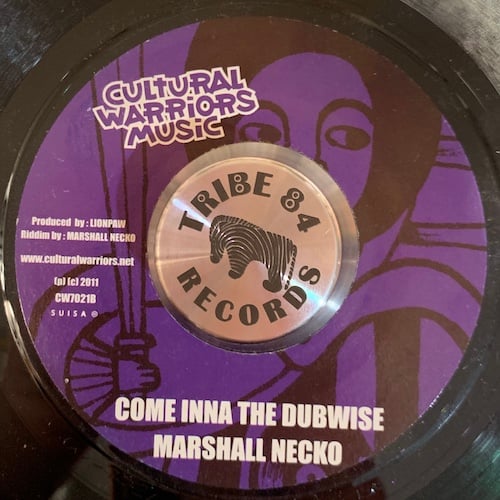 CULTURAL
WARRIORS
MUSIC
TRIBE 84
RECORDS
Produced by : LIONPAW
Riddim by : MARSHALL NECKO
www.culturalwarriors.net
(p) (c) 2011
CW7021B
SUISA ®
COME INNA THE DUBWISE
MARSHALL NECKO